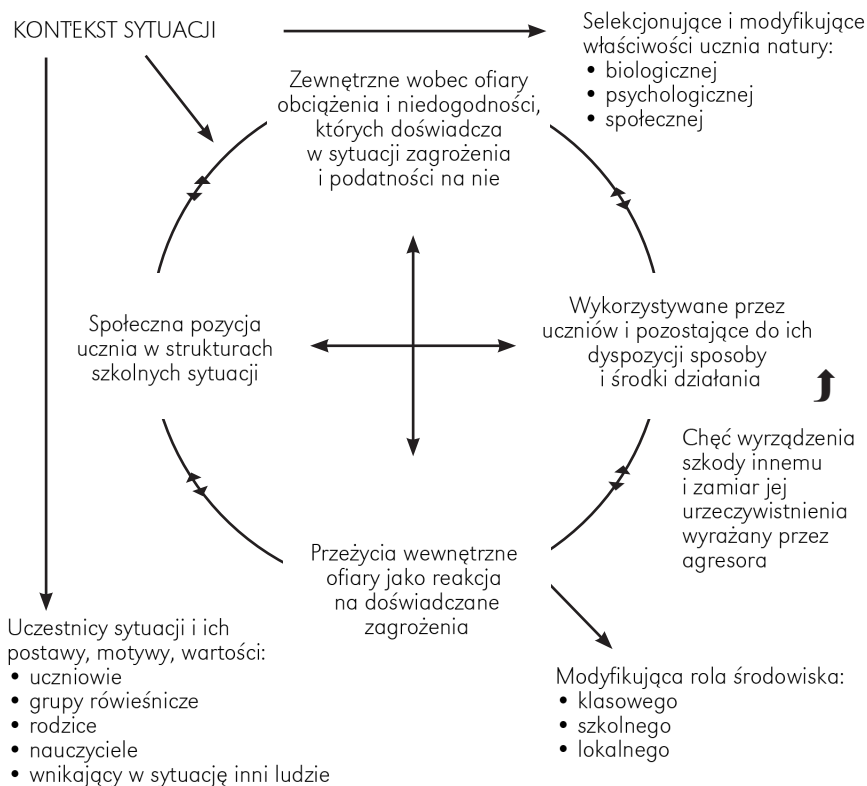 KONTEKST SYTUACJI
Selekcjonujące i modyfikujące
właściwości ucznia natury:
• biologicznej
• psychologicznej
• społecznej
Zewnętrzne wobec ofiary
obciążenia i niedogodności,
których doświadcza
w sytuacji zagrożenia
i podatności na nie
Społeczna pozycja
ucznia w strukturach
szkolnych sytuacji
Wykorzystywane przez
uczniów i pozostające do ich
dyspozycji sposoby
i środki działania
Chęć wyrządzenia
szkody innemu
i zamiar jej
urzeczywistnienia
wyrażany przez
agresora
Przeżycia wewnętrzne
ofiary jako reakcja
na doświadczane
zagrożenia
Uczestnicy sytuacji i ich
postawy, motywy, wartości:
• uczniowie
• grupy rówieśnicze
• rodzice
• nauczyciele
• wnikający w sytuację inni ludzie
Modyfikująca rola środowiska:
• klasowego
• szkolnego
• lokalnego